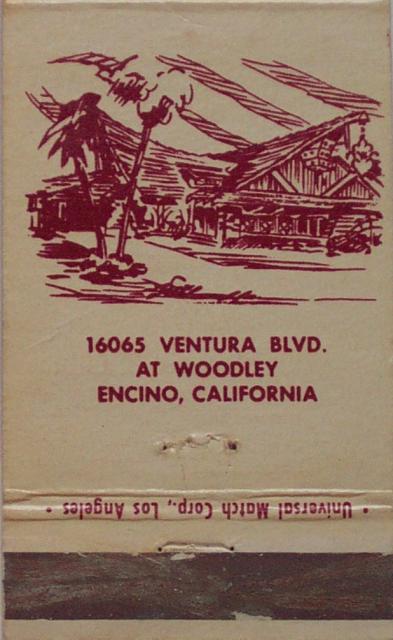 16065 VENTURA BLVD.
AT WOODLEY
ENCINO, CALIFORNIA
• Universal Match Corp., Los Angeles •